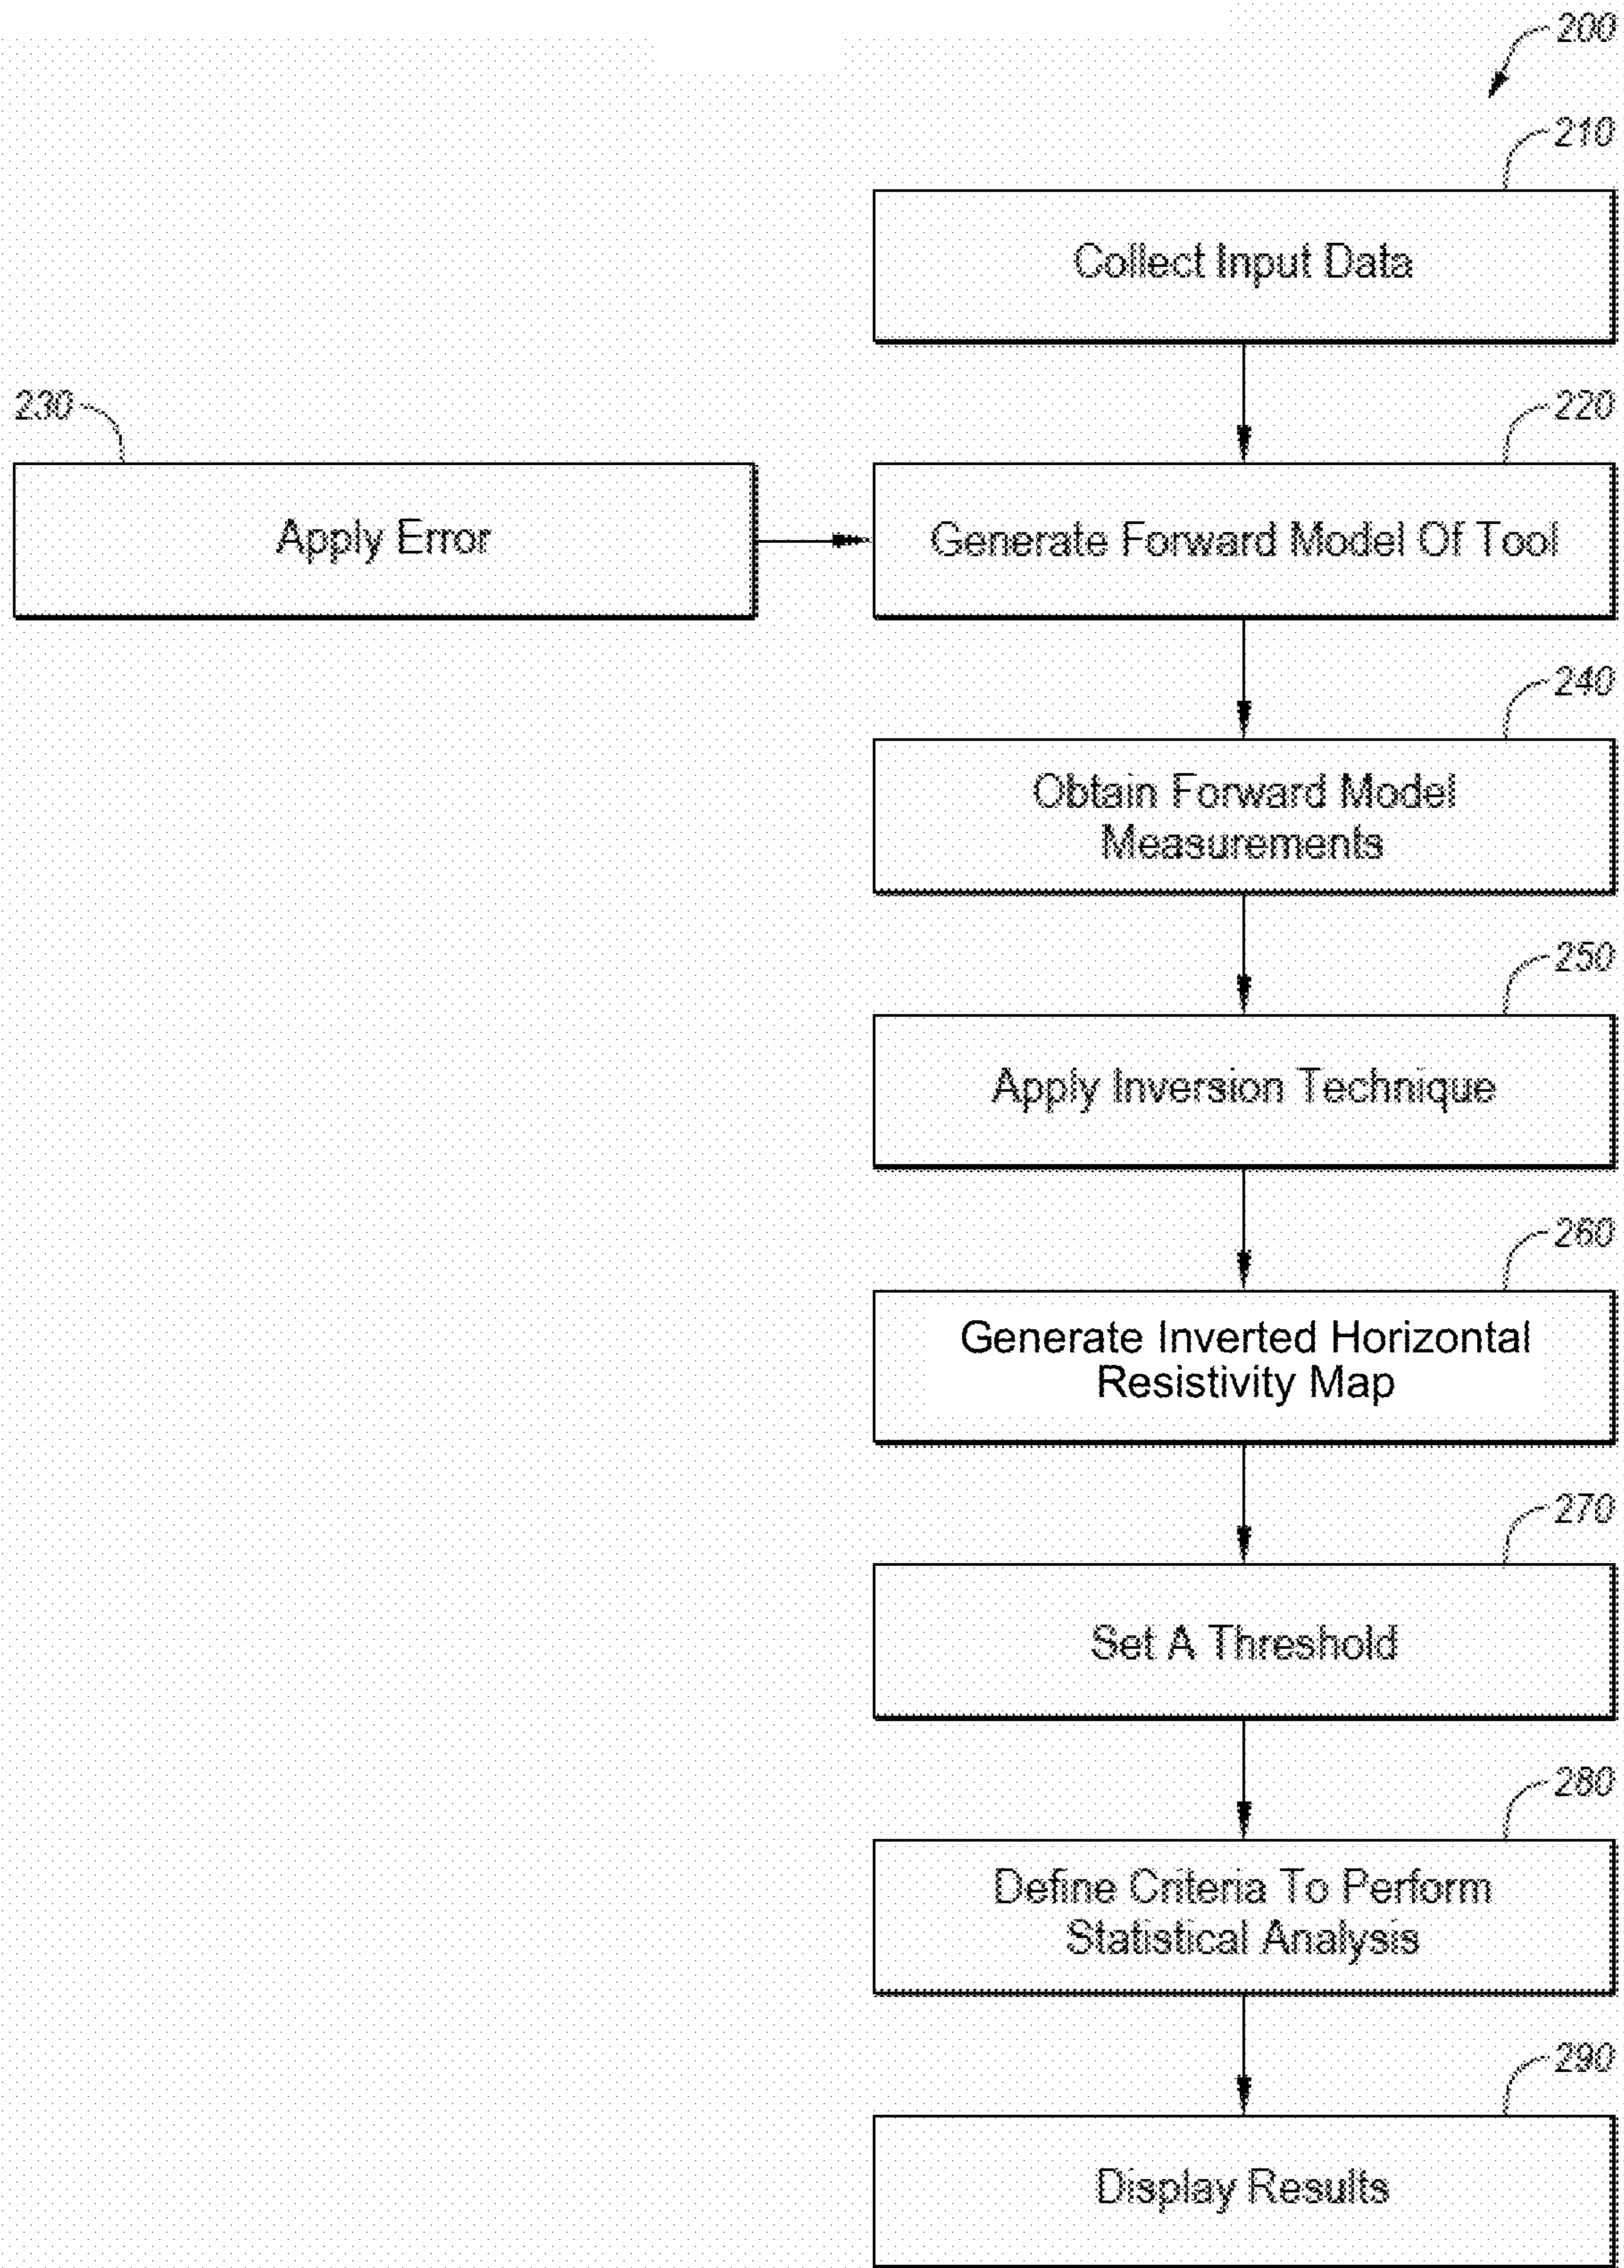 200
210
Collect Input Data
230
220
Apply Error
Generate Forward Model Of Tool
240
Obtain Forward Model
Measurements
250
Apply Inversion Technique
260
Generate Inverted Horizontal
Resistivity Map
270
Set A Threshold
280
Define Criteria To Perform
Statistical Analysis
290
Display Results